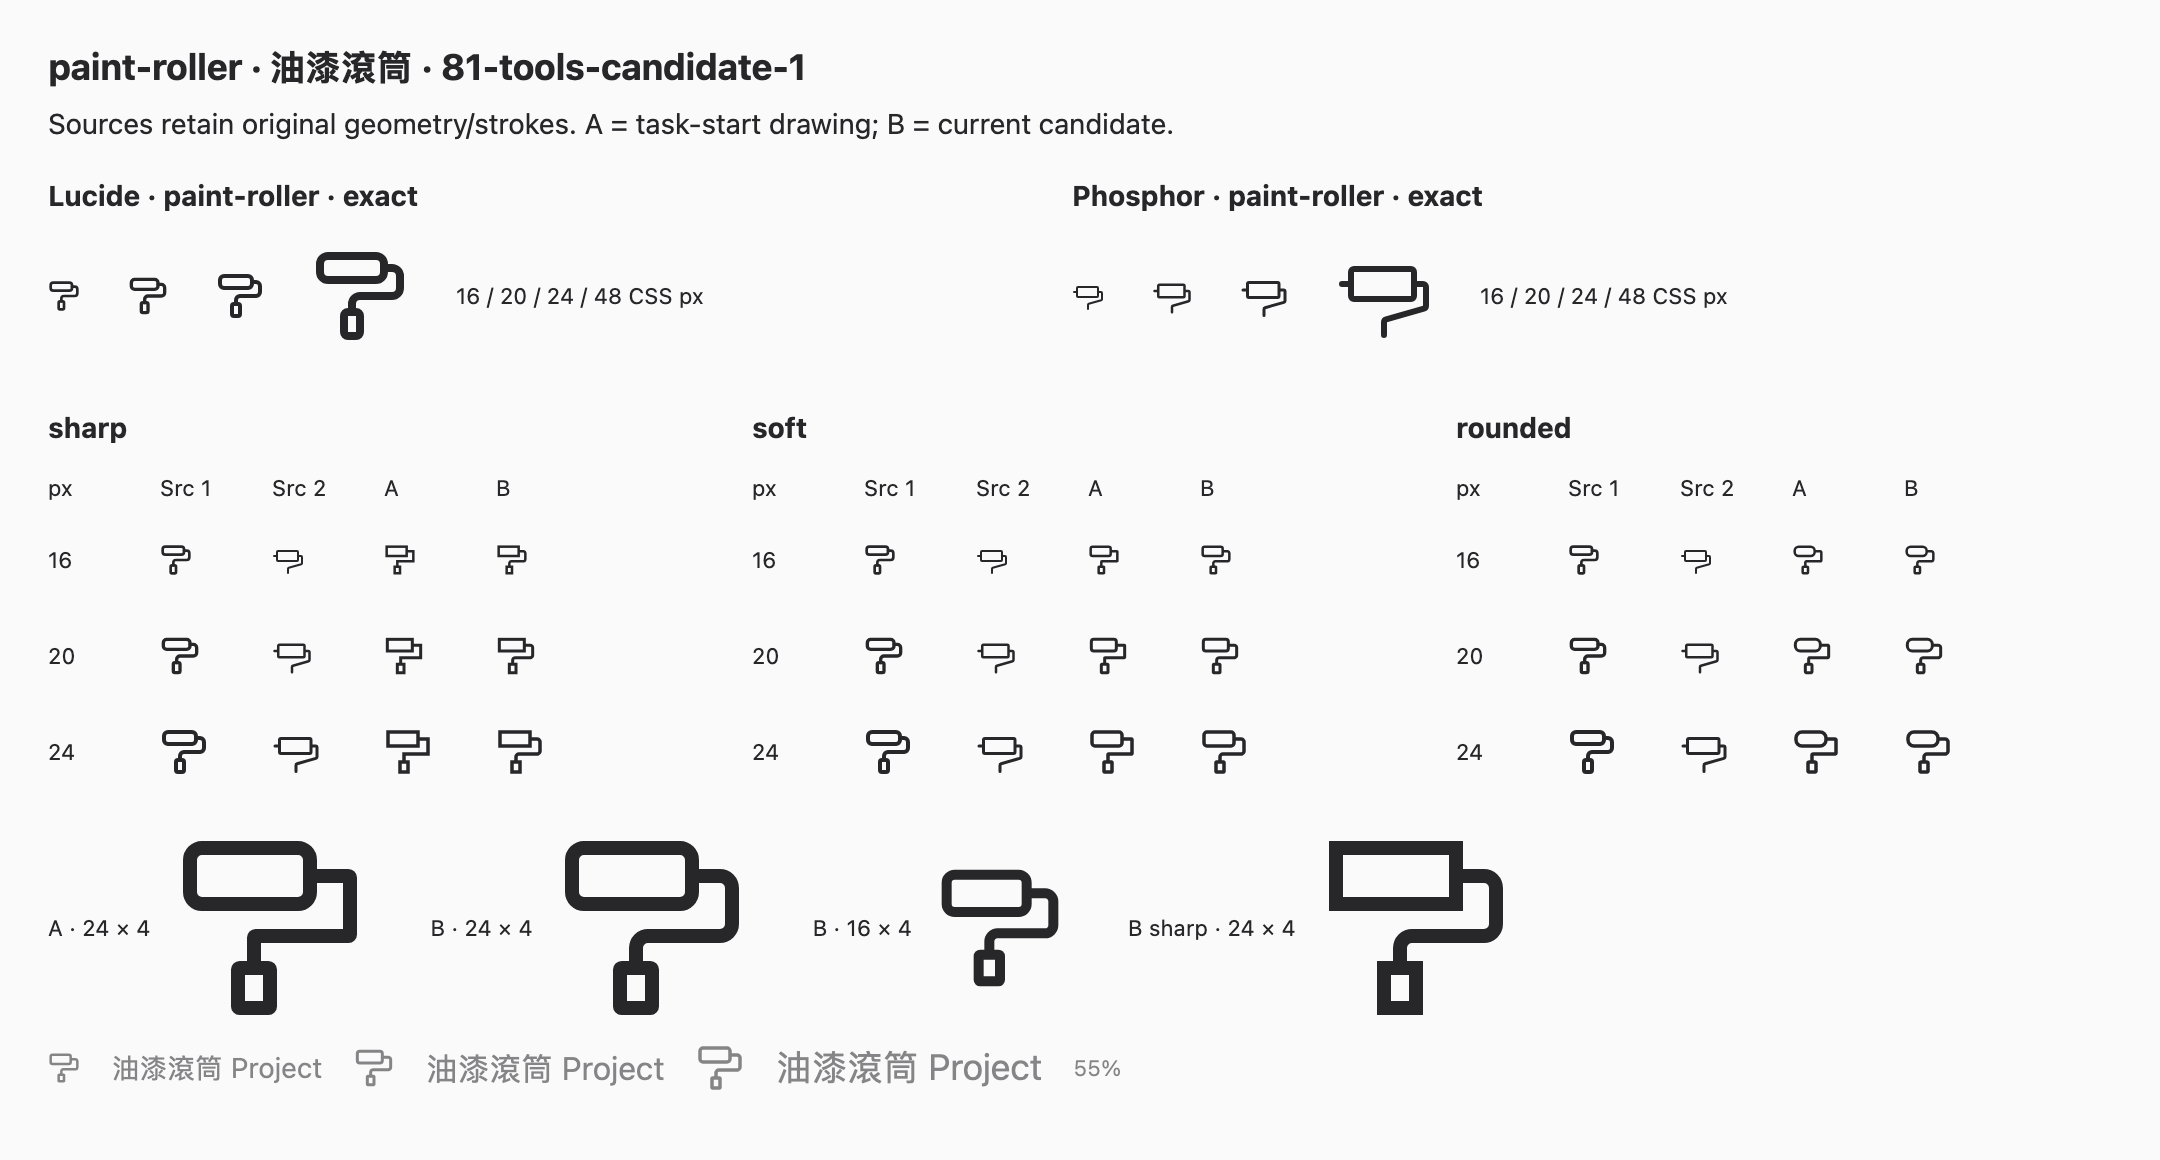 paint-roller · 油漆滾筒 · 81-tools-candidate-1
Sources retain original geometry/strokes. A = task-start drawing; B = current candidate.
Lucide · paint-roller · exact
Phosphor · paint-roller · exact
16 / 20 / 24 / 48 CSS px
16 / 20 / 24 / 48 CSS px
sharp
soft
rounded
px Src 1 Src 2 A B
px Src 1 Src 2 A B
px Src 1 Src 2 A B
16
16
16
20
20
20
24
24
24
A · 24 × 4
B · 24 × 4
B · 16 × 4
B sharp · 24 × 4
油漆滾筒 Project
油漆滾筒 Project
油漆滾筒 Project
55%